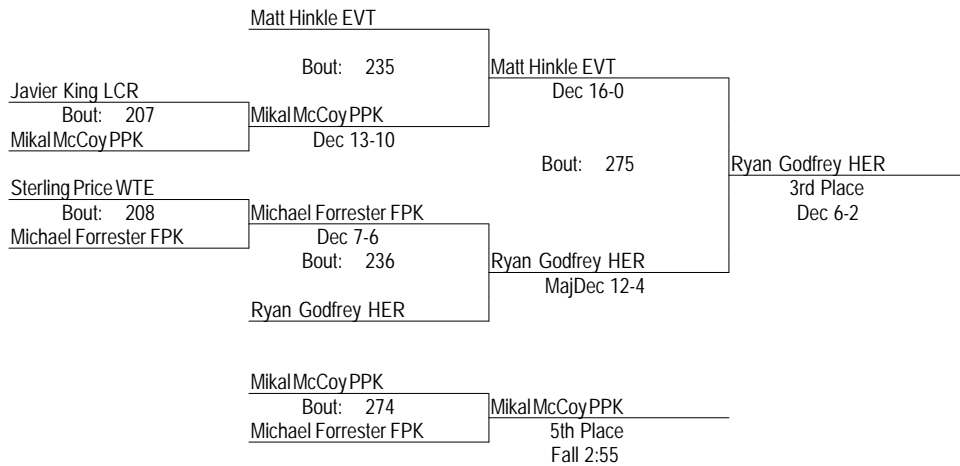 Matt Hinkle EVT
Bout: 235
Matt Hinkle EVT
Dec 16-0
Javier King LCR
Bout: 207
Mikal McCoy PPK
Mikal McCoy PPK
Dec 13-10
Bout: 275
Ryan Godfrey HER
3rd Place
Dec 6-2
Sterling Price WTE
Bout: 208
Michael Forrester FPK
Michael Forrester FPK
Dec 7-6
Bout: 236
Ryan Godfrey HER
MajDec 12-4
Ryan Godfrey HER
Mikal McCoy PPK
Bout: 274
Michael Forrester FPK
Mikal McCoy PPK
5th Place
Fall 2:55